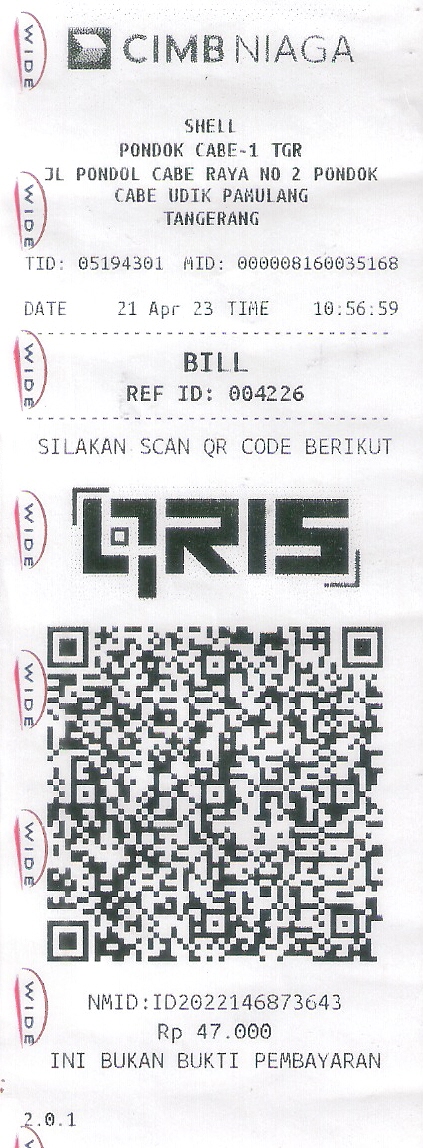 CIMB NIAGA
SHELL
PONDOK CABE-1 TGR
JL PONDOL CABE RAYA NO 2 PONDOK
CABE UDIK PAMULANG
TANGERANG
TID: 05194301 MID: 000008160035168
DATE 21 Apr 23 TIME 10:56:59
BILL
REF ID: 004226
SILAKAN SCAN QR CODE BERIKUT
QRIS
NMID:ID2022146873643
Rp 47.000
INI BUKAN BUKTI PEMBAYARAN
2.0.1
WIDE
WIDE
WIDE
WIDE
WIDE
WIDE
WIDE